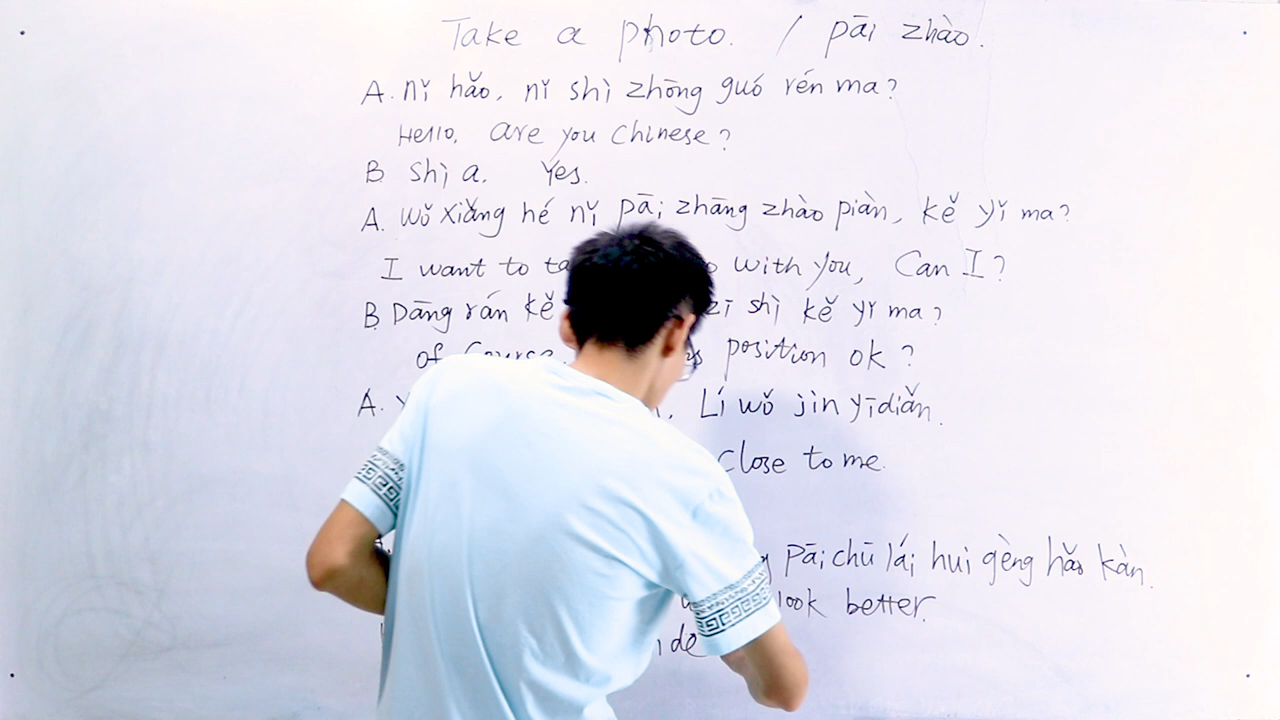 Take a photo. / pāi zhào.
A. nǐ hǎo, nǐ shì zhōng guó rén ma?
Hello, are you Chinese?
B shì a. Yes.
A. wǒ xiǎng hé nǐ pāi zhāng zhào piàn, kě yǐ ma?
I want to with you, Can I?
B Dāng rán kě zī shì kě yǐ ma?
of course. position ok?
A. Lí wǒ jìn yīdiǎn.
close to me.
pāi chū lái hui gèng hǎo kàn.
look better.